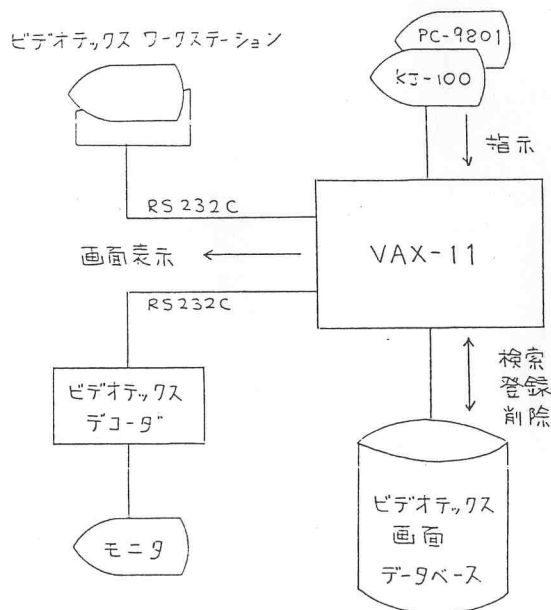 ビデオテックス ワークステーション
PC-9801
KJ-100
指示
RS232C
VAX-11
画面表示
RS232C
検索
登録
削除
ビデオテックス
デコーダ
モニタ
ビデオテックス
画面
データベース